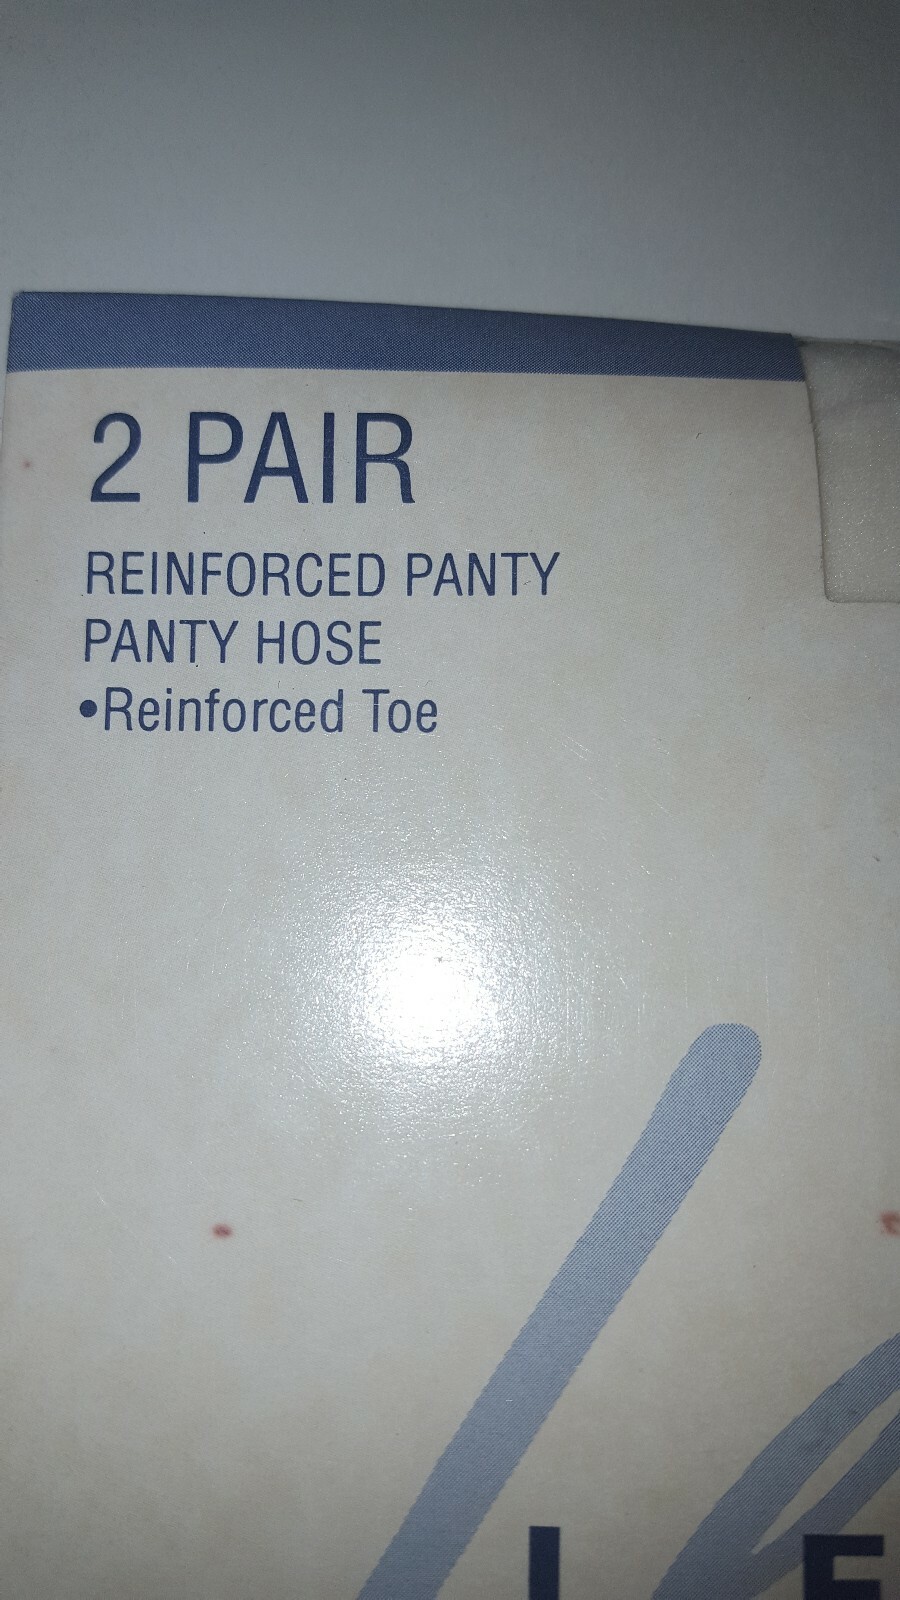 2 PAIR
REINFORCED PANTY
PANTY HOSE
•Reinforced Toe